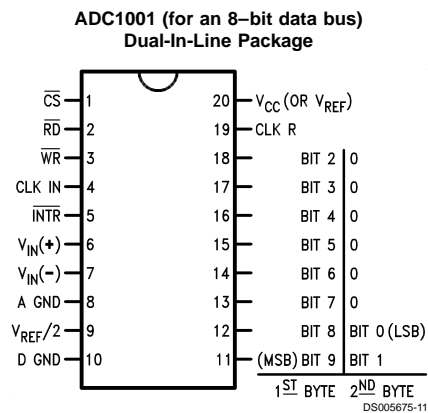 ADC1001 (for an 8–bit data bus)
Dual-In-Line Package
CS 1 20 VCC (OR VREF)
RD 2 19 CLK R
WR 3 18 BIT 2 0
CLK IN 4 17 BIT 3 0
INTR 5 16 BIT 4 0
VIN(+) 6 15 BIT 5 0
VIN(−) 7 14 BIT 6 0
A GND 8 13 BIT 7 0
VREF/2 9 12 BIT 8 BIT 0 (LSB)
D GND 10 11 (MSB) BIT 9 BIT 1
1ST BYTE 2ND BYTE
DS005675-11